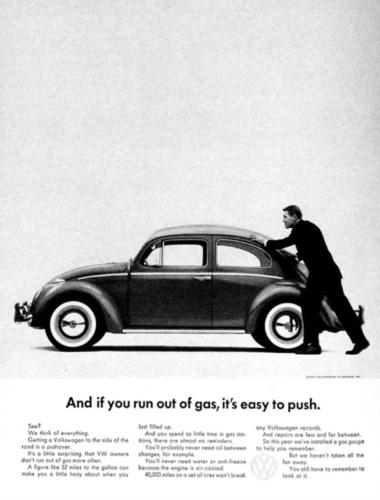 And if you run out of gas, it's easy to push.
See?
We think of everything.
Getting a Volkswagen to the side of the
road is a pushover.
It's a little surprising that VW owners
don't run out of gas more often.
A figure like 32 miles to the gallon can
make you a little hazy about when you
last filled up.
And you spend so little time in gas sta-
tions, there are almost no reminders.
You'll probably never need oil between
changes, for example.
You'll never need water or anti-freeze
because the engine is air-cooled.
40,000 miles on a set of tires won't break
any Volkswagen records.
And repairs are few and far between.
So this year we've installed a gas gauge
to help you remember.
But we haven't taken all the
fun away.
You still have to remember to
look at it.